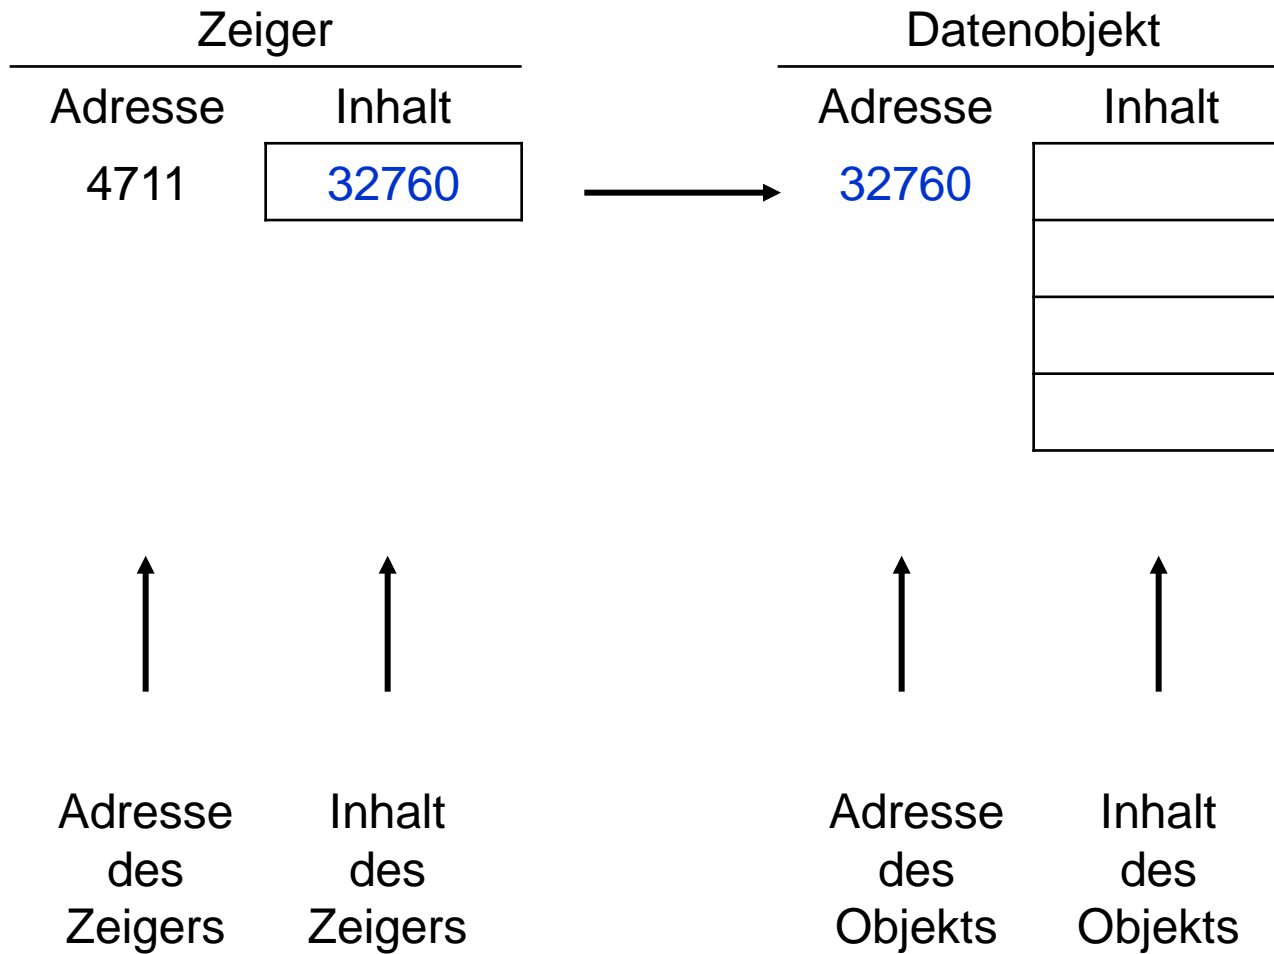 Zeiger
Datenobjekt
Adresse Inhalt
Adresse Inhalt
4711 32760
32760
Adresse
des
Zeigers
Inhalt
des
Zeigers
Adresse
des
Objekts
Inhalt
des
Objekts